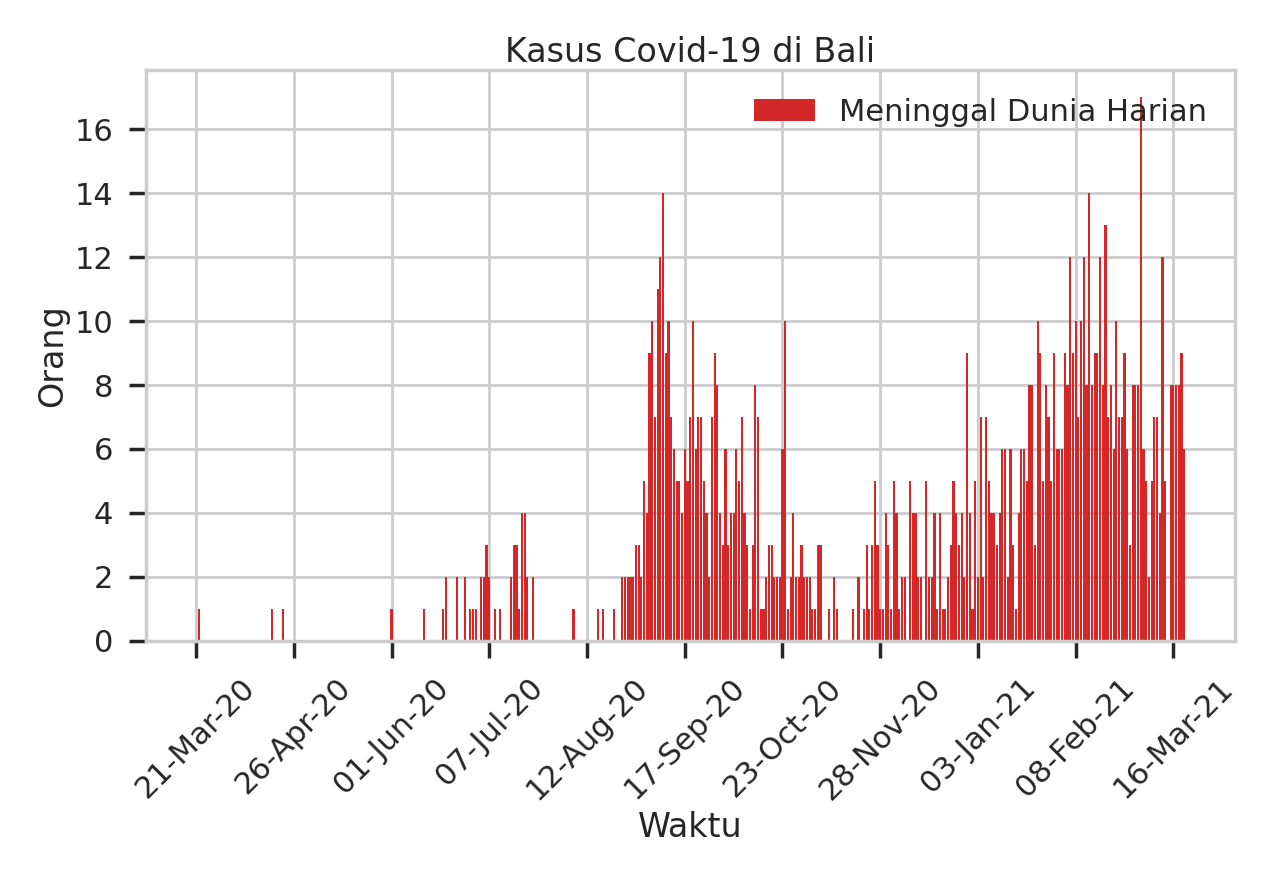 Kasus Covid-19 di Bali
Meninggal Dunia Harian
Orang
16
14
12
10
8
6
4
2
0
21-Mar-20
26-Apr-20
01-Jun-20
07-Jul-20
12-Aug-20
17-Sep-20
23-Oct-20
28-Nov-20
03-Jan-21
08-Feb-21
16-Mar-21
Waktu